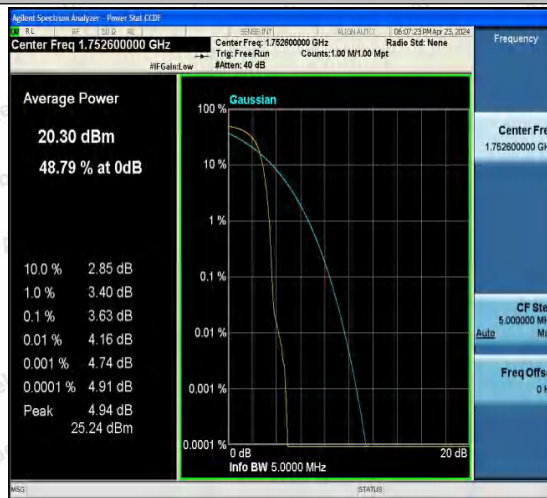 Agilent Spectrum Analyzer - Power Stat CCDF
RL RF 50 Ω AC SENSE:INT ALIGN AUTO 06:07:23 PM Apr 23, 2024
Center Freq 1.752600000 GHz
Center Freq: 1.752600000 GHz Radio Std: None
Trig: Free Run Counts:1.00 M/1.00 Mpt
#IFGain:Low #Atten: 40 dB
Average Power
20.30 dBm
48.79 % at 0dB
10.0 % 2.85 dB
1.0 % 3.40 dB
0.1 % 3.63 dB
0.01 % 4.16 dB
0.001 % 4.74 dB
0.0001 % 4.91 dB
Peak 4.94 dB
25.24 dBm
Gaussian
100 %
10 %
1 %
0.1 %
0.01 %
0.001 %
0.0001 %
0 dB 20 dB
Info BW 5.0000 MHz
Frequency
Center Fre
1.752600000 GH
CF Ste
5.000000 MH
Auto Ma
Freq Offs
0 H
MSG STATUS